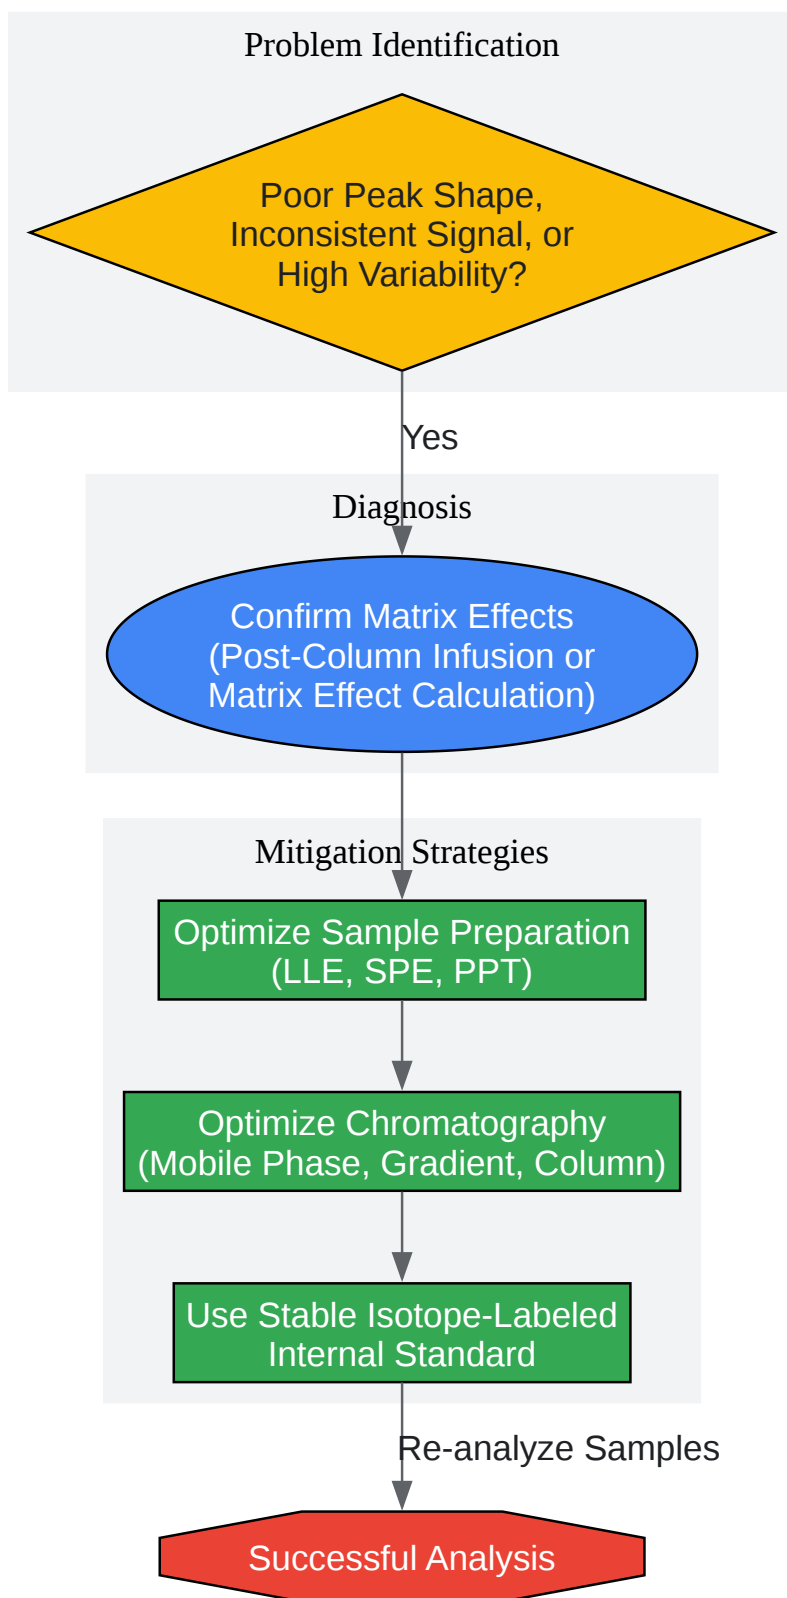 Problem Identification
Poor Peak Shape,
Inconsistent Signal, or
High Variability?
Yes
Diagnosis
Confirm Matrix Effects
(Post-Column Infusion or
Matrix Effect Calculation)
Mitigation Strategies
Optimize Sample Preparation
(LLE, SPE, PPT)
Optimize Chromatography
(Mobile Phase, Gradient, Column)
Use Stable Isotope-Labeled
Internal Standard
Re-analyze Samples
Successful Analysis